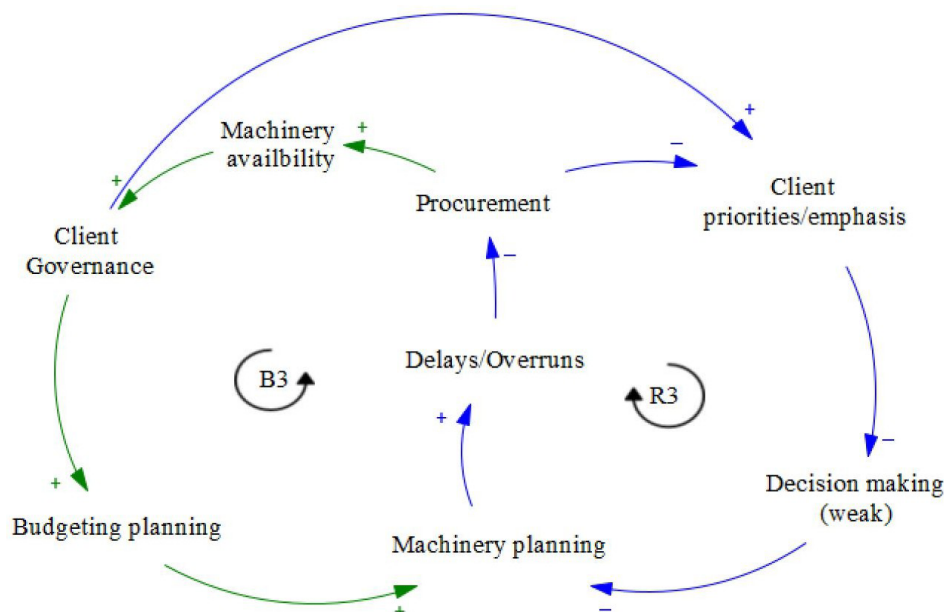 +
Machinery
availbility
+
−
+
Procurement
Client
priorities/emphasis
+
Client
Governance
−
Delays/Overruns
B3
R3
+
+
−
Decision making
(weak)
Budgeting planning
Machinery planning
+
−